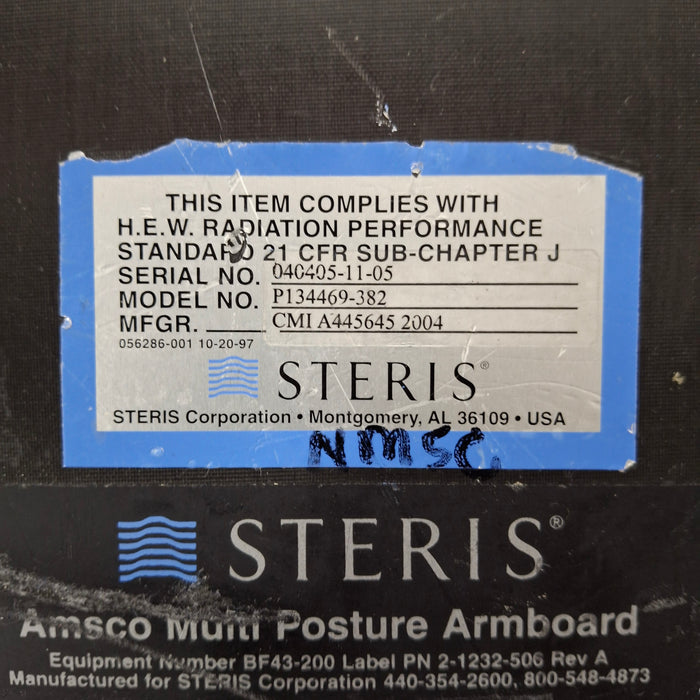 THIS ITEM COMPLIES WITH
H.E.W. RADIATION PERFORMANCE
STANDARD 21 CFR SUB-CHAPTER J
SERIAL NO. 040405-11-05
MODEL NO. P134469-382
MFGR. CMI A445645 2004
056286-001 10-20-97
STERIS®
STERIS Corporation • Montgomery, AL 36109 • USA
NMSC.
STERIS®
Amsco Multi Posture Armboard
Equipment Number BF43-200 Label PN 2-1232-506 Rev A
Manufactured for STERIS Corporation 440-354-2600, 800-548-4873